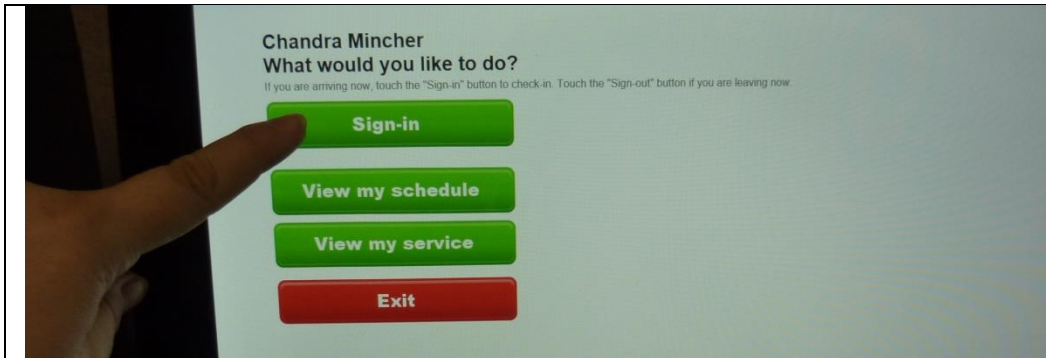 Chandra Mincher
What would you like to do?
If you are arriving now, touch the "Sign-in" button to check-in. Touch the "Sign-out" button if you are leaving now.
Sign-in
View my schedule
View my service
Exit